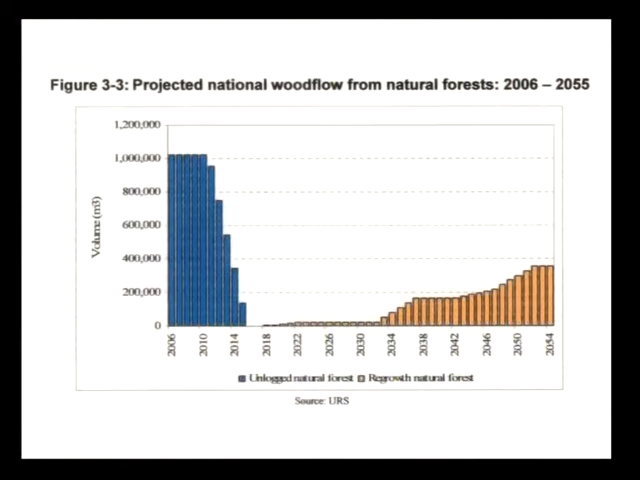 Figure 3-3: Projected national woodflow from natural forests: 2006 – 2055
1,200,000
1,000,000
800,000
600,000
400,000
200,000
0
Volume (m3)
2006 2010 2014 2018 2022 2026 2030 2034 2038 2042 2046 2050 2054
Unlogged natural forest Regrowth natural forest
Source: URS